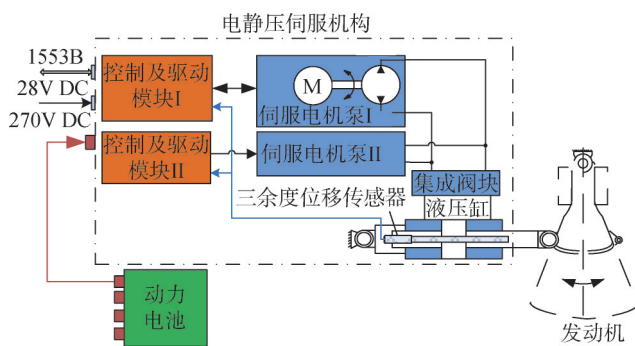 电静压伺服机构
1553B
28V DC
270V DC
控制及驱动
模块I
M
伺服电机泵I
控制及驱动
模块II
伺服电机泵II
集成阀块
三余度位移传感器
液压缸
动力
电池
发动机